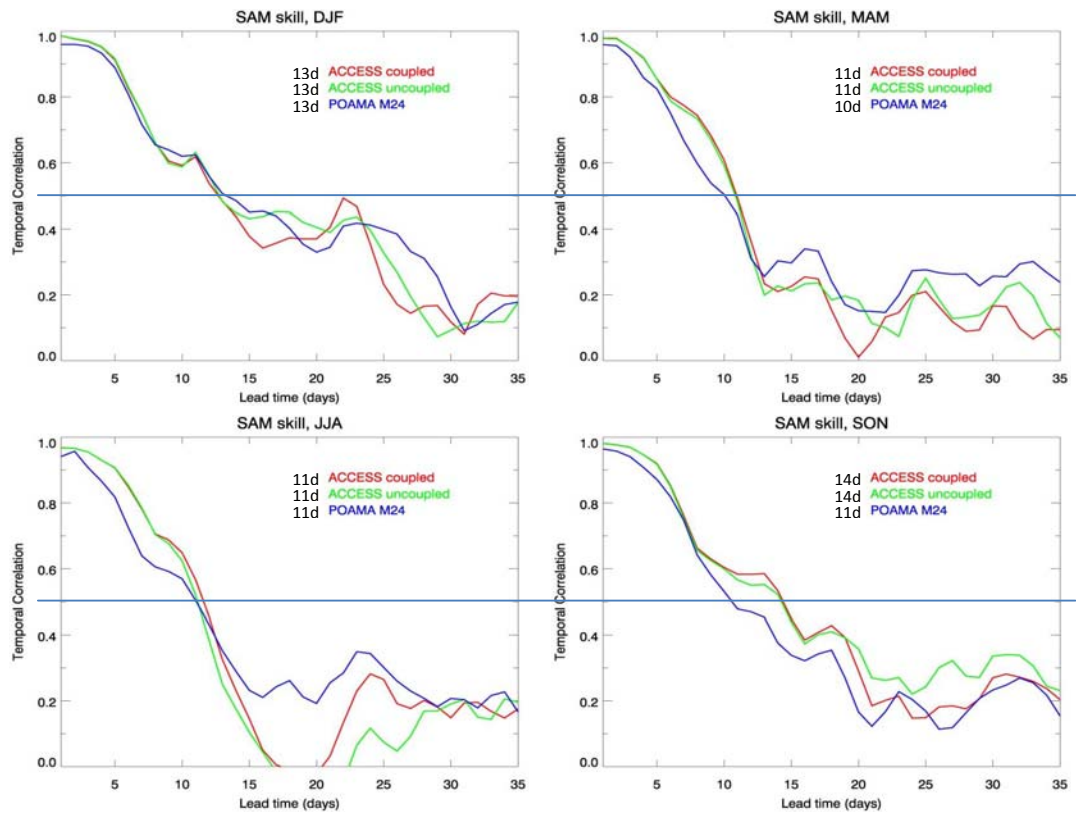 SAM skill, DJF
1.0
0.8
0.6
0.4
0.2
0.0
Temporal Correlation
13d ACCESS coupled
13d ACCESS uncoupled
13d POAMA M24
5 10 15 20 25 30 35
Lead time (days)
SAM skill, MAM
1.0
0.8
0.6
0.4
0.2
0.0
Temporal Correlation
11d ACCESS coupled
11d ACCESS uncoupled
10d POAMA M24
5 10 15 20 25 30 35
Lead time (days)
SAM skill, JJA
1.0
0.8
0.6
0.4
0.2
0.0
Temporal Correlation
11d ACCESS coupled
11d ACCESS uncoupled
11d POAMA M24
5 10 15 20 25 30 35
Lead time (days)
SAM skill, SON
1.0
0.8
0.6
0.4
0.2
0.0
Temporal Correlation
14d ACCESS coupled
14d ACCESS uncoupled
11d POAMA M24
5 10 15 20 25 30 35
Lead time (days)